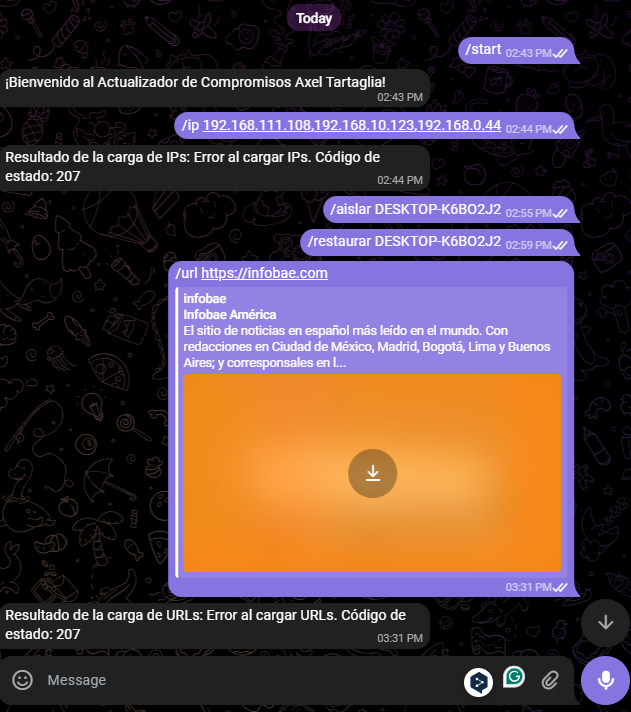 Today
/start 02:43 PM
¡Bienvenido al Actualizador de Compromisos Axel Tartaglia!
02:43 PM
/ip 192.168.111.108,192.168.10.123,192.168.0.44 02:44 PM
Resultado de la carga de IPs: Error al cargar IPs. Código de
estado: 207
02:44 PM
/aislar DESKTOP-K6BO2J2 02:55 PM
/restaurar DESKTOP-K6BO2J2 02:59 PM
/url https://infobae.com
infobae
Infobae América
El sitio de noticias en español más leído en el mundo. Con
redacciones en Ciudad de México, Madrid, Bogotá, Lima y Buenos
Aires; y corresponsales en l...
03:31 PM
Resultado de la carga de URLs: Error al cargar URLs. Código de
estado: 207
03:31 PM
Message